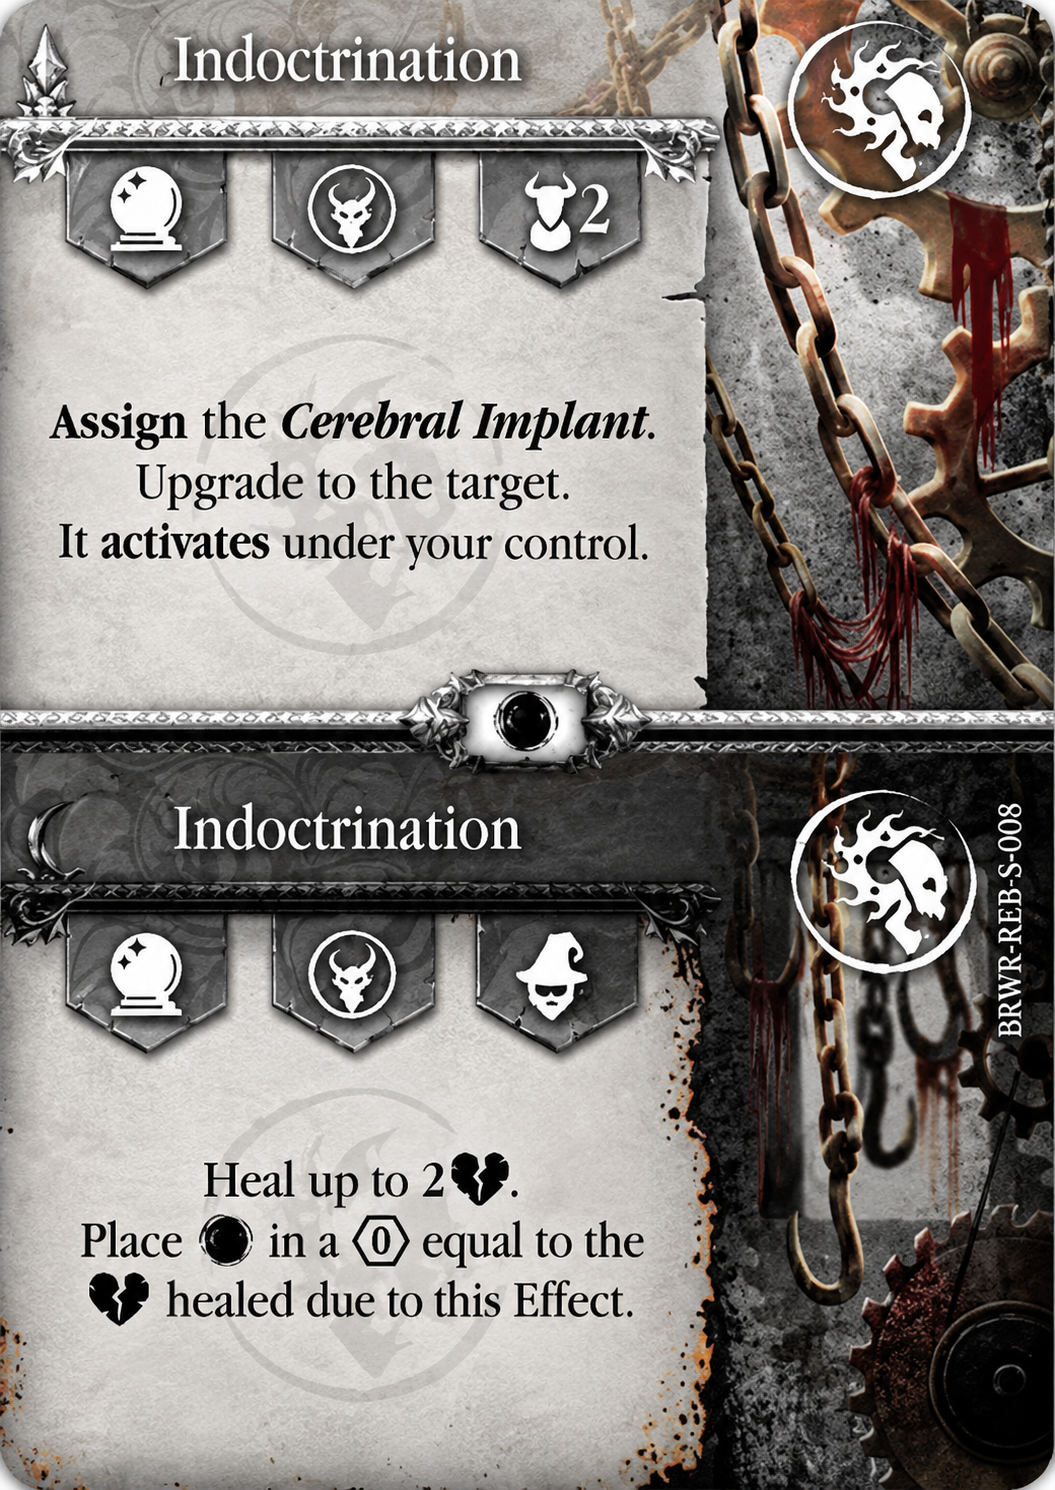 Indoctrination
2
Assign the Cerebral Implant.
Upgrade to the target.
It activates under your control.
Indoctrination
BRWR-REB-S-008
Heal up to 2.
Place in a 0 equal to the
healed due to this Effect.